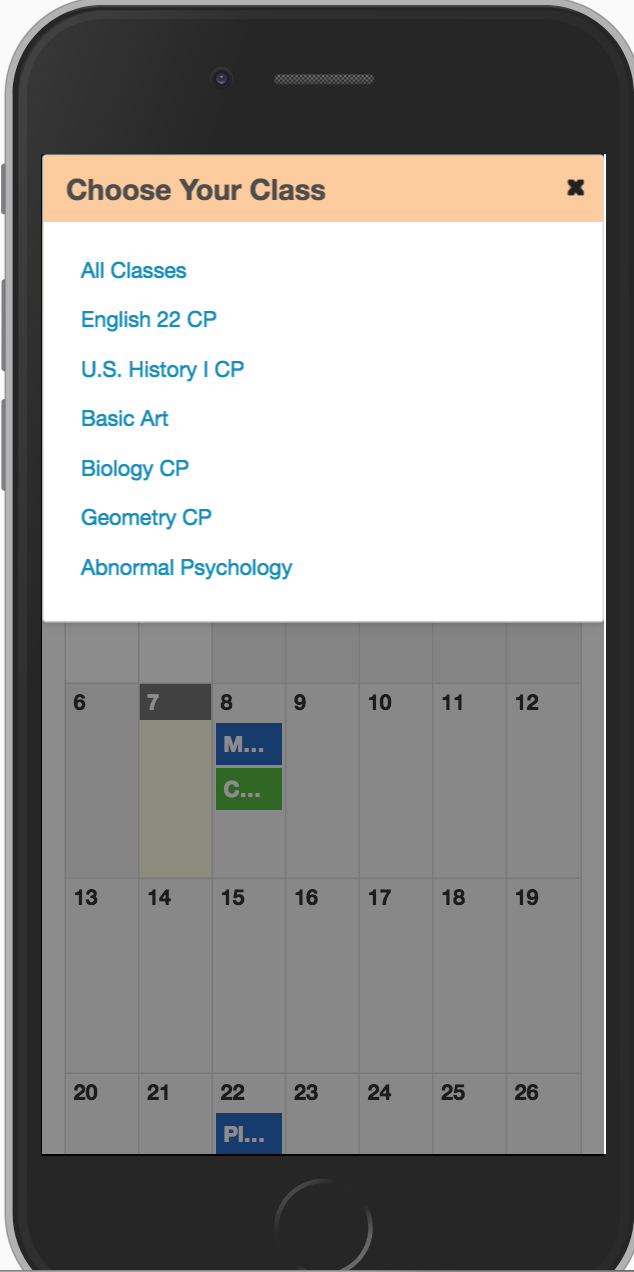 Choose Your Class ✖
All Classes
English 22 CP
U.S. History I CP
Basic Art
Biology CP
Geometry CP
Abnormal Psychology
6 7 8 9 10 11 12
M...
C...
13 14 15 16 17 18 19
20 21 22 23 24 25 26
Pl...